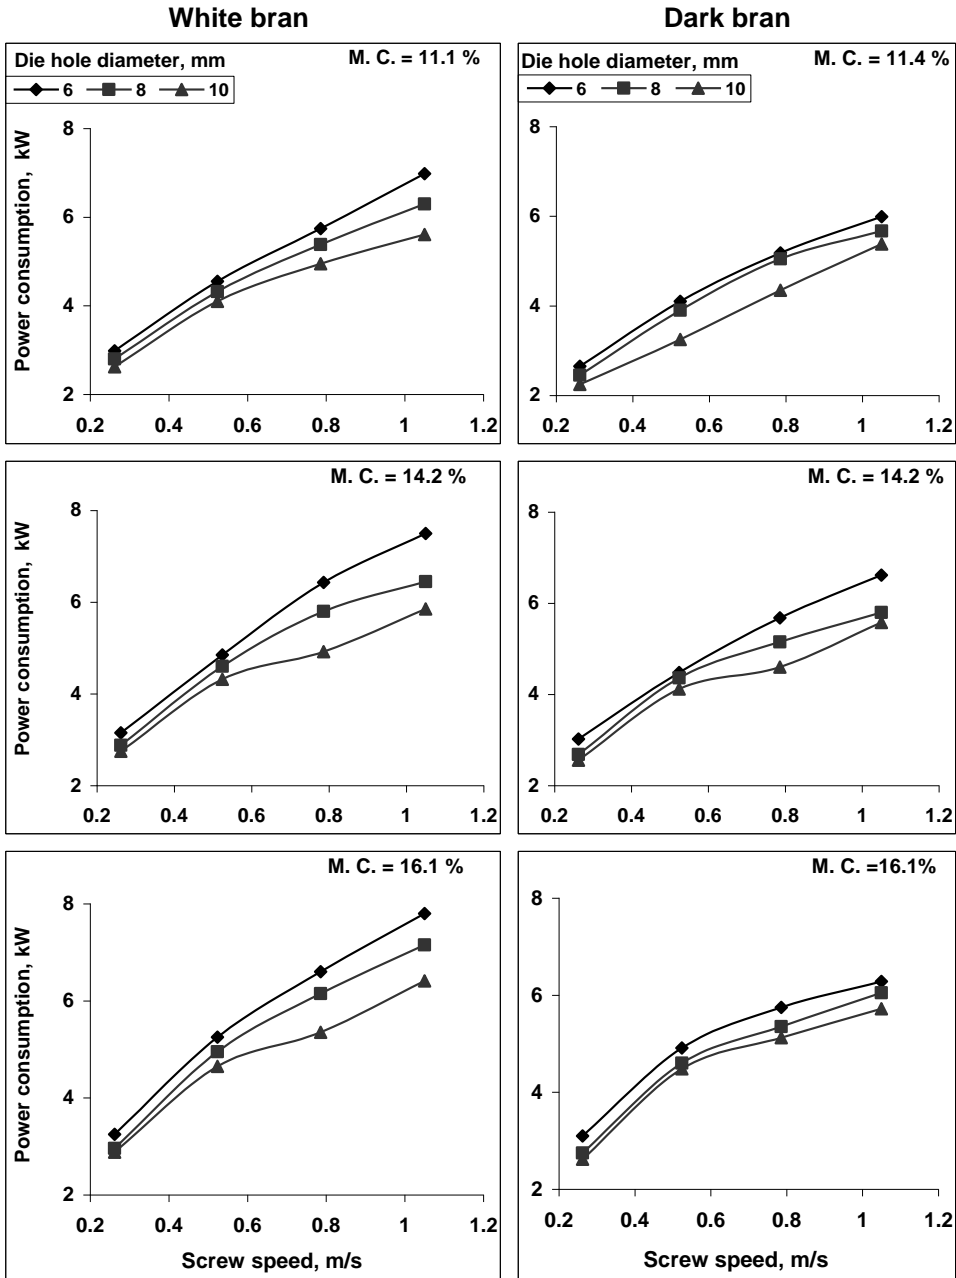 White bran
Dark bran
Die hole diameter, mm
M. C. = 11.1 %
6 8 10
Power consumption, kW
8
6
4
2
0.2 0.4 0.6 0.8 1 1.2
Die hole diameter, mm
M. C. = 11.4 %
6 8 10
8
6
4
2
0.2 0.4 0.6 0.8 1 1.2
M. C. = 14.2 %
Power consumption, kW
8
6
4
2
0.2 0.4 0.6 0.8 1 1.2
M. C. = 14.2 %
8
6
4
2
0.2 0.4 0.6 0.8 1 1.2
M. C. = 16.1 %
Power consumption, kW
8
6
4
2
0.2 0.4 0.6 0.8 1 1.2
Screw speed, m/s
M. C. =16.1%
8
6
4
2
0.2 0.4 0.6 0.8 1 1.2
Screw speed, m/s